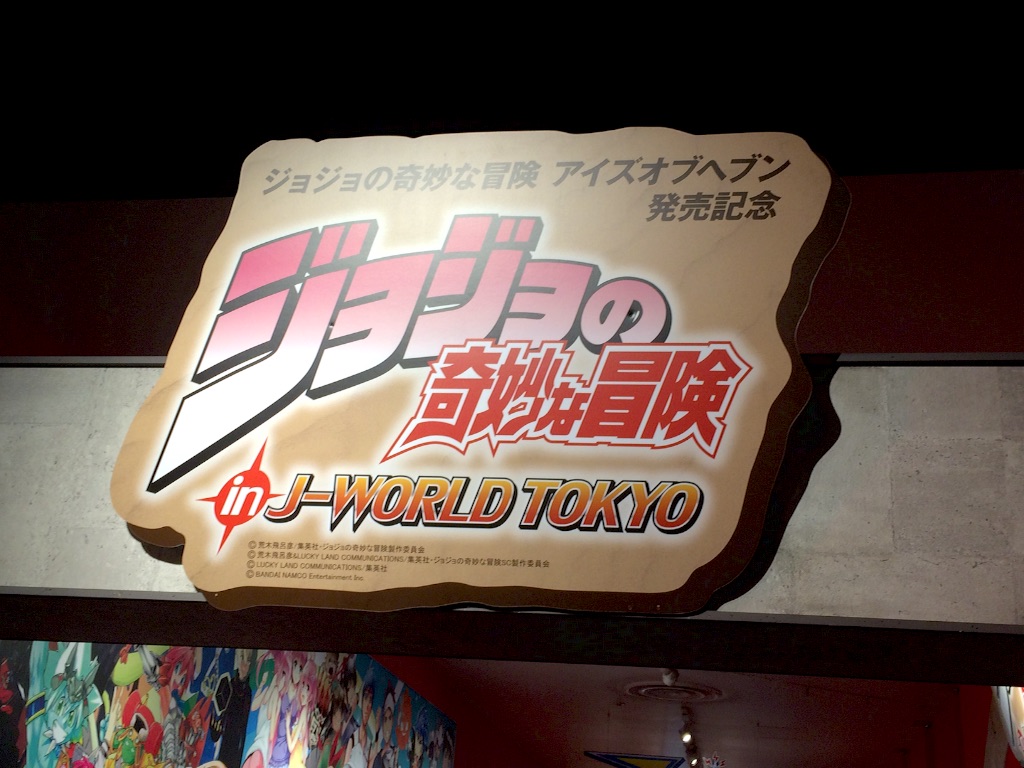 ジョジョの奇妙な冒険 アイズオブヘブン
発売記念
ジョジョの
奇妙な冒険
in J-WORLD TOKYO
©荒木飛呂彦/集英社・ジョジョの奇妙な冒険製作委員会
©荒木飛呂彦&LUCKY LAND COMMUNICATIONS/集英社・ジョジョの奇妙な冒険SC製作委員会
©LUCKY LAND COMMUNICATIONS/集英社
©BANDAI NAMCO Entertainment Inc.